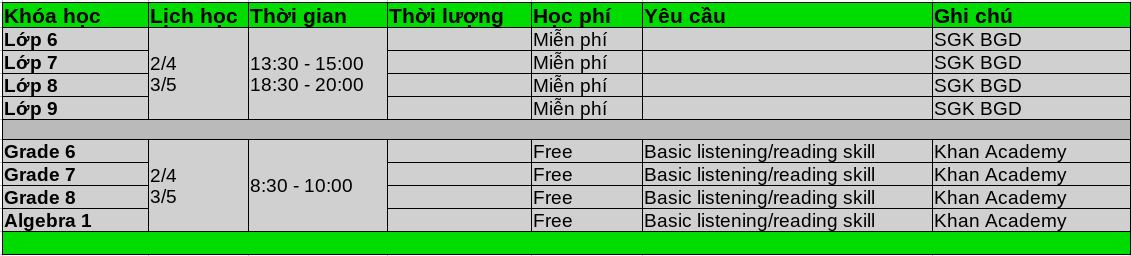 Khóa học Lịch học Thời gian Thời lượng Học phí Yêu cầu Ghi chú
Lớp 6 Miễn phí SGK BGD
Lớp 7 2/4 13:30 - 15:00 Miễn phí SGK BGD
Lớp 8 3/5 18:30 - 20:00 Miễn phí SGK BGD
Lớp 9 Miễn phí SGK BGD
Grade 6 Free Basic listening/reading skill Khan Academy
Grade 7 2/4 8:30 - 10:00 Free Basic listening/reading skill Khan Academy
Grade 8 3/5 Free Basic listening/reading skill Khan Academy
Algebra 1 Free Basic listening/reading skill Khan Academy